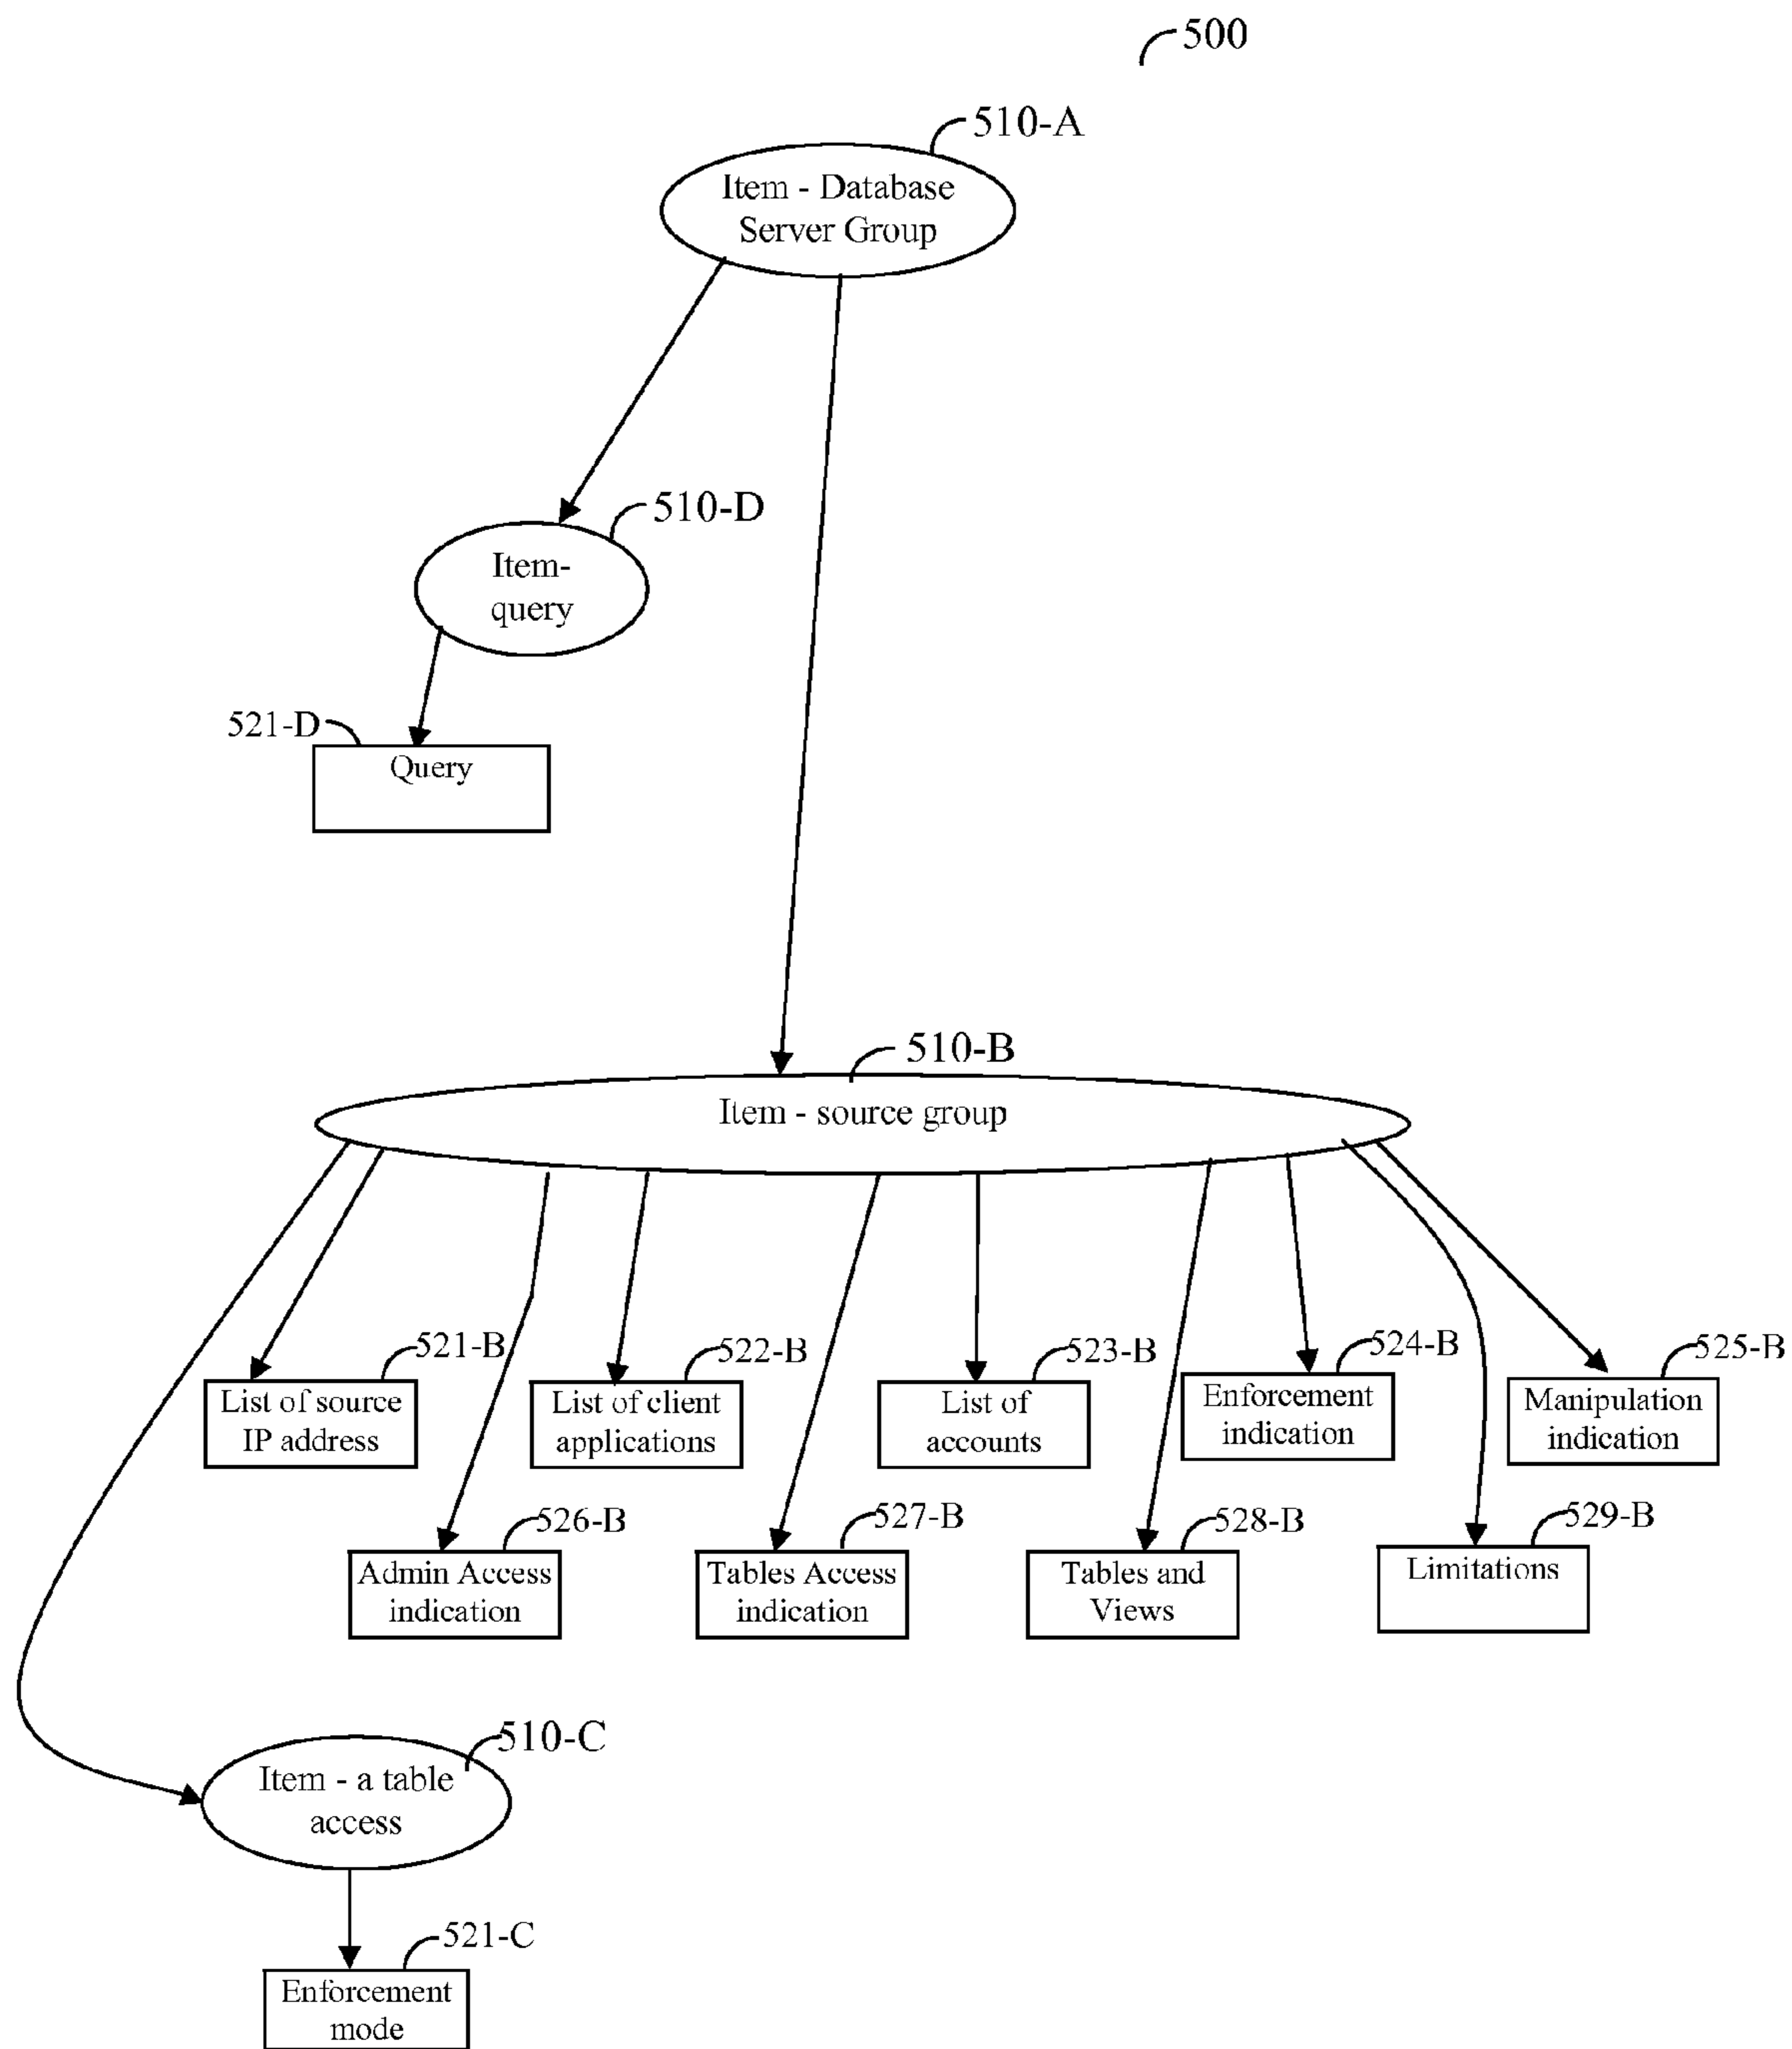 500
510-A
Item - Database
Server Group
510-D
Item-
query
521-D
Query
510-B
Item - source group
521-B
List of source
IP address
522-B
List of client
applications
523-B
List of
accounts
524-B
Enforcement
indication
525-B
Manipulation
indication
526-B
Admin Access
indication
527-B
Tables Access
indication
528-B
Tables and
Views
529-B
Limitations
510-C
Item - a table
access
521-C
Enforcement
mode